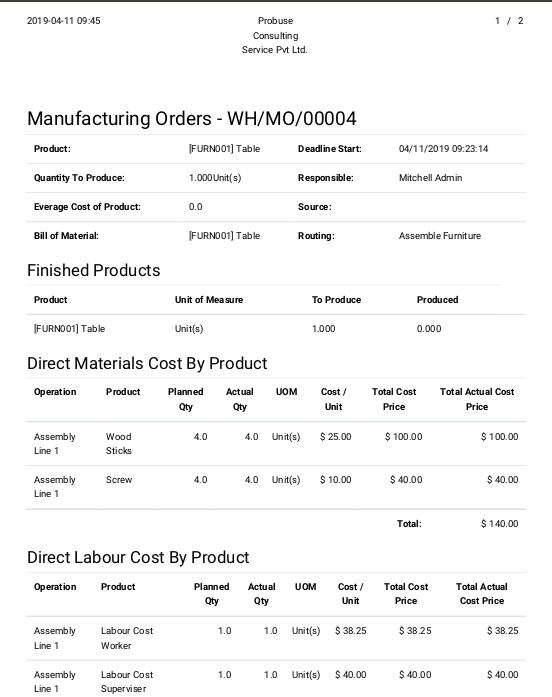 2019-04-11 09:45 Probuse 1 / 2
Consulting
Service Pvt Ltd.
Manufacturing Orders - WH/MO/00004
Product: [FURN001] Table Deadline Start: 04/11/2019 09:23:14
Quantity To Produce: 1.000Unit(s) Responsible: Mitchell Admin
Everage Cost of Product: 0.0 Source:
Bill of Material: [FURN001] Table Routing: Assemble Furniture
Finished Products
Product Unit of Measure To Produce Produced
[FURN001] Table Unit(s) 1.000 0.000
Direct Materials Cost By Product
Operation Product Planned Actual UOM Cost / Total Cost Total Actual Cost
Qty Qty Unit Price Price
Assembly Wood 4.0 4.0 Unit(s) $ 25.00 $ 100.00 $ 100.00
Line 1 Sticks
Assembly Screw 4.0 4.0 Unit(s) $ 10.00 $ 40.00 $ 40.00
Line 1
Total: $ 140.00
Direct Labour Cost By Product
Operation Product Planned Actual UOM Cost / Total Cost Total Actual
Qty Qty Unit Price Cost Price
Assembly Labour Cost 1.0 1.0 Unit(s) $ 38.25 $ 38.25 $ 38.25
Line 1 Worker
Assembly Labour Cost 1.0 1.0 Unit(s) $ 40.00 $ 40.00 $ 40.00
Line 1 Superviser